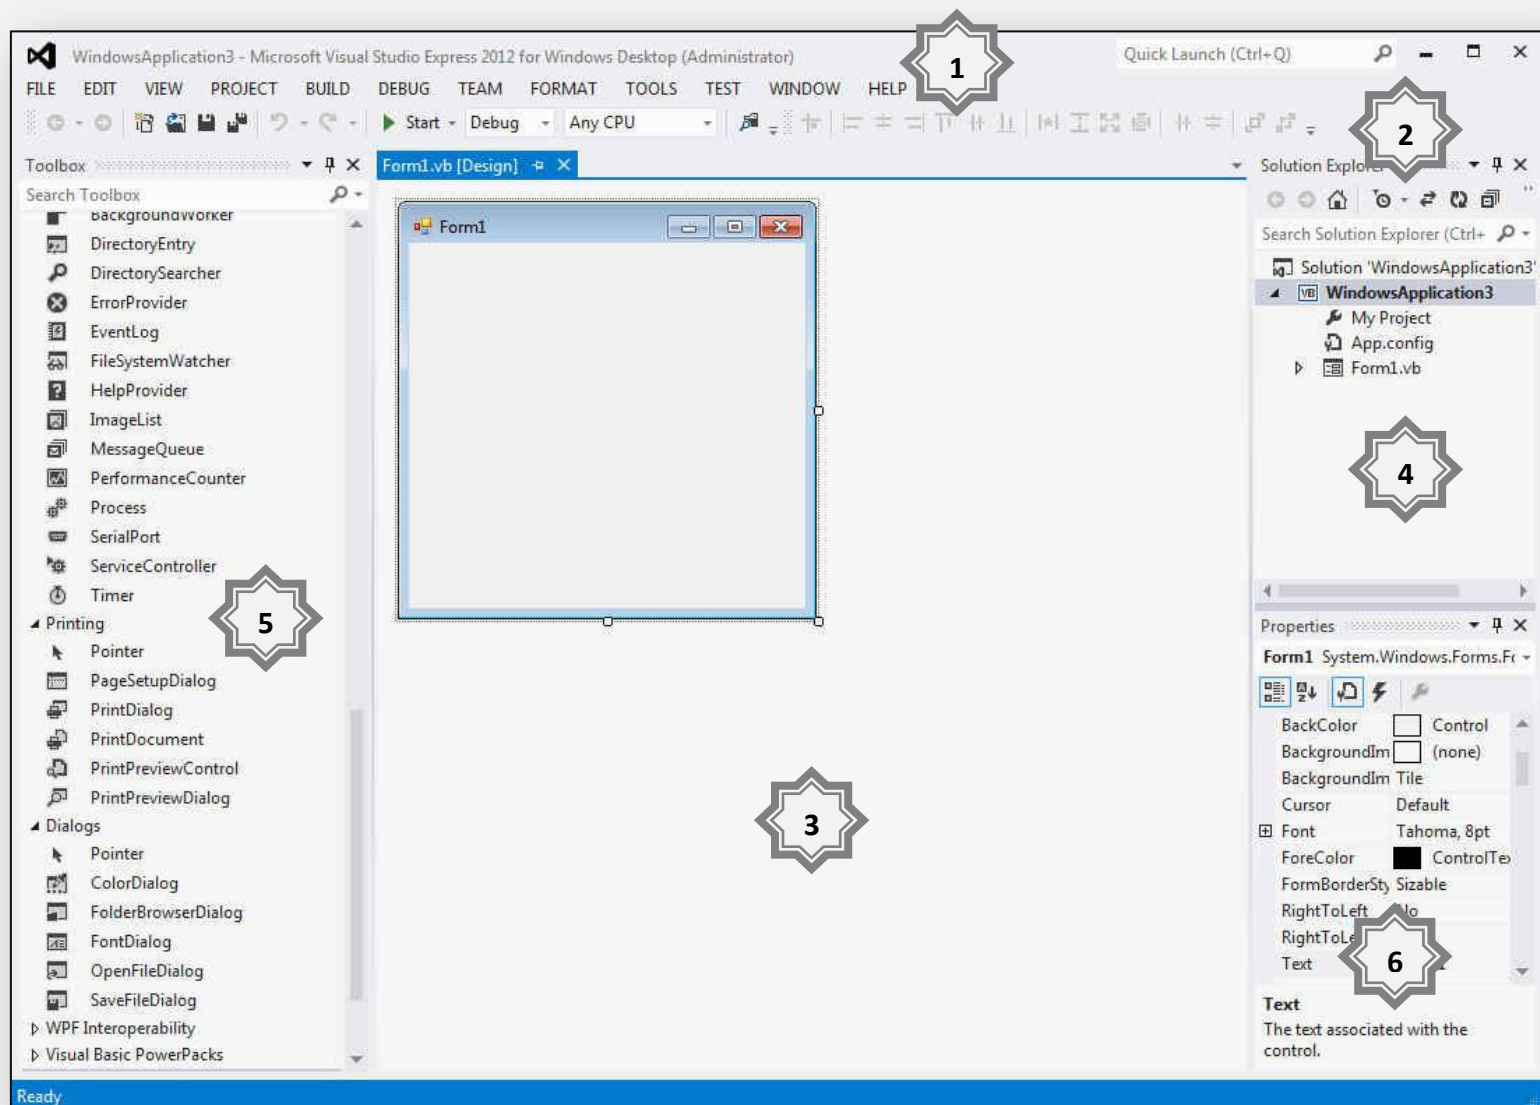 1
WindowsApplication3 - Microsoft Visual Studio Express 2012 for Windows Desktop (Administrator)
Quick Launch (Ctrl+Q)
FILE EDIT VIEW PROJECT BUILD DEBUG TEAM FORMAT TOOLS TEST WINDOW HELP
Start Debug Any CPU
2
Toolbox
Search Toolbox
BackgroundWorker
DirectoryEntry
DirectorySearcher
ErrorProvider
EventLog
FileSystemWatcher
HelpProvider
ImageList
MessageQueue
PerformanceCounter
Process
SerialPort
ServiceController
Timer
5
Printing
Pointer
PageSetupDialog
PrintDialog
PrintDocument
PrintPreviewControl
PrintPreviewDialog
Dialogs
Pointer
ColorDialog
FolderBrowserDialog
FontDialog
OpenFileDialog
SaveFileDialog
WPF Interoperability
Visual Basic PowerPacks
Form1.vb [Design]
Form1
3
Solution Explo
Search Solution Explorer (Ctrl+
Solution 'WindowsApplication3'
VB WindowsApplication3
My Project
App.config
Form1.vb
4
Properties
Form1 System.Windows.Forms.Fo
BackColor Control
BackgroundIm (none)
BackgroundIm Tile
Cursor Default
Font Tahoma, 8pt
ForeColor ControlTex
FormBorderSty Sizable
RightToLeft No
RightToLe
Text
6
Text
The text associated with the
control.
Ready